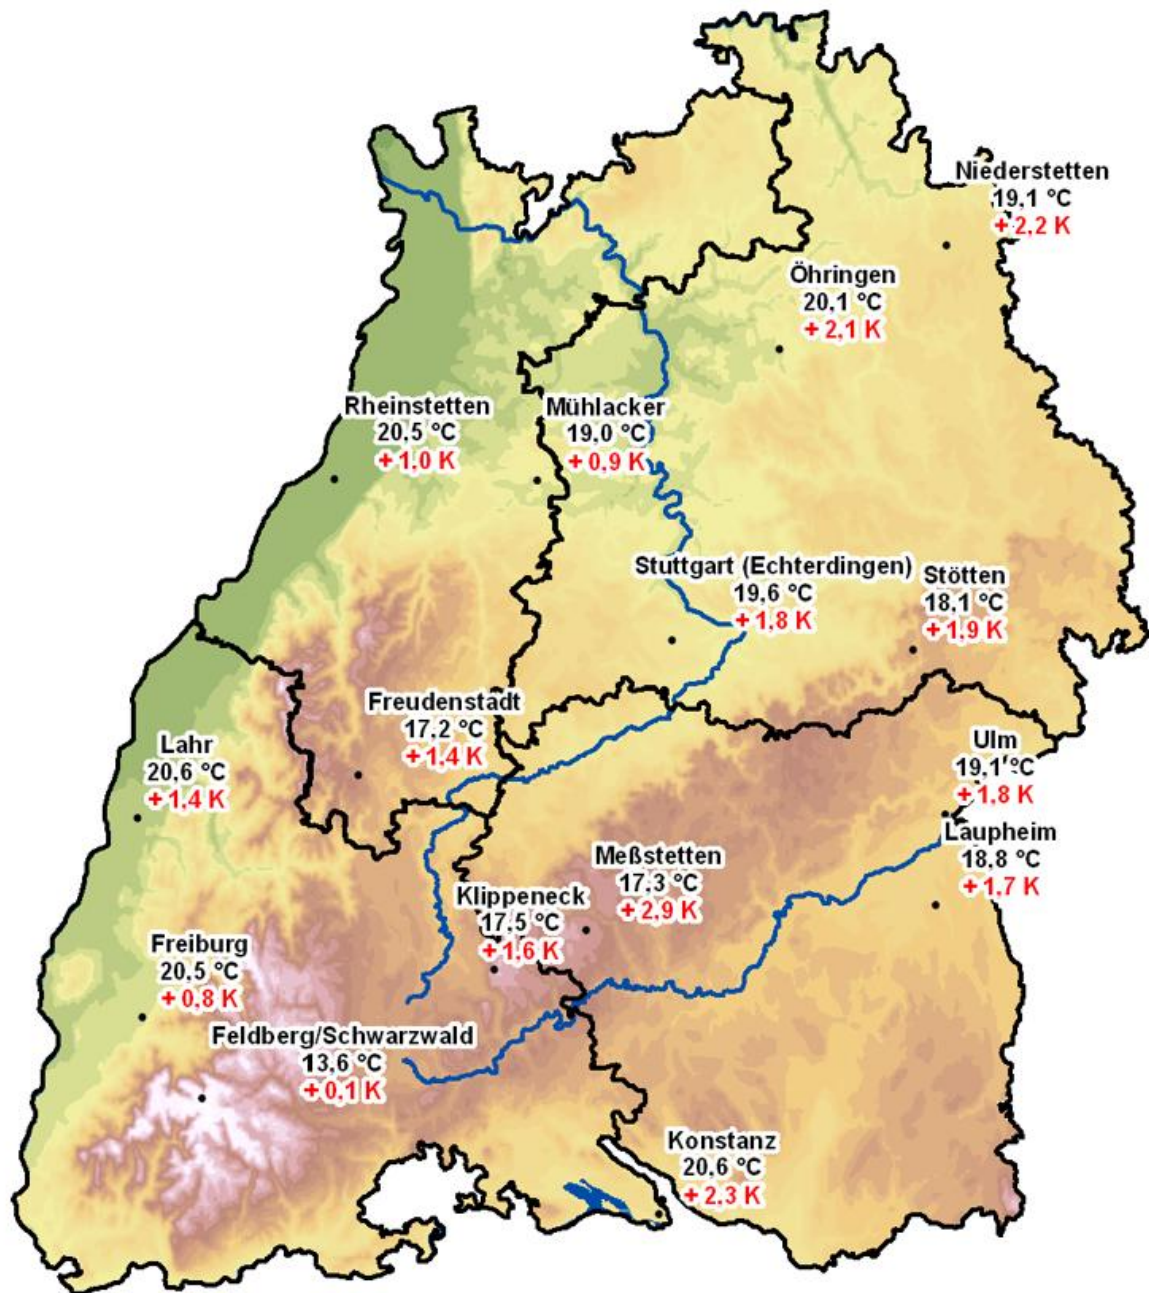 Niederstetten
19,1 °C
+ 2,2 K
Öhringen
20,1 °C
+ 2,1 K
Rheinstetten
20,5 °C
+ 1,0 K
Mühlacker
19,0 °C
+ 0,9 K
Stuttgart (Echterdingen)
19,6 °C
+ 1,8 K
Stötten
18,1 °C
+ 1,9 K
Freudenstadt
17,2 °C
+ 1,4 K
Lahr
20,6 °C
+ 1,4 K
Ulm
19,1 °C
+ 1,8 K
Laupheim
18,8 °C
+ 1,7 K
Meßstetten
17,3 °C
+ 2,9 K
Klippeneck
17,5 °C
+ 1,6 K
Freiburg
20,5 °C
+ 0,8 K
Feldberg/Schwarzwald
13,6 °C
+ 0,1 K
Konstanz
20,6 °C
+ 2,3 K